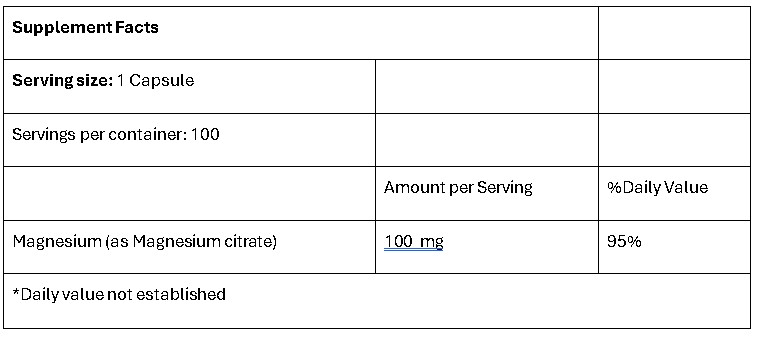 Supplement Facts
Serving size: 1 Capsule
Servings per container: 100
Amount per Serving %Daily Value
Magnesium (as Magnesium citrate) 100 mg 95%
*Daily value not established